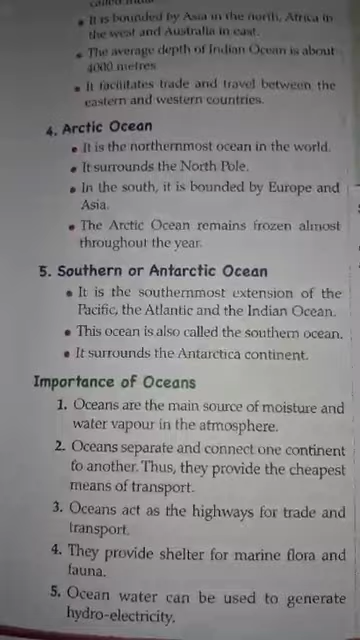 • It is bounded by Asia in the north, Africa in
the west and Australia in east.
• The average depth of Indian Ocean is about
4000 metres
• It facilitates trade and travel between the
eastern and western countries.
4. Arctic Ocean
• It is the northernmost ocean in the world.
• It surrounds the North Pole.
• In the south, it is bounded by Europe and
Asia.
• The Arctic Ocean remains frozen almost
throughout the year.
5. Southern or Antarctic Ocean
• It is the southernmost extension of the
Pacific, the Atlantic and the Indian Ocean.
• This ocean is also called the southern ocean.
• It surrounds the Antarctica continent.
Importance of Oceans
1. Oceans are the main source of moisture and
water vapour in the atmosphere.
2. Oceans separate and connect one continent
to another. Thus, they provide the cheapest
means of transport.
3. Oceans act as the highways for trade and
transport.
4. They provide shelter for marine flora and
fauna.
5. Ocean water can be used to generate
hydro-electricity.